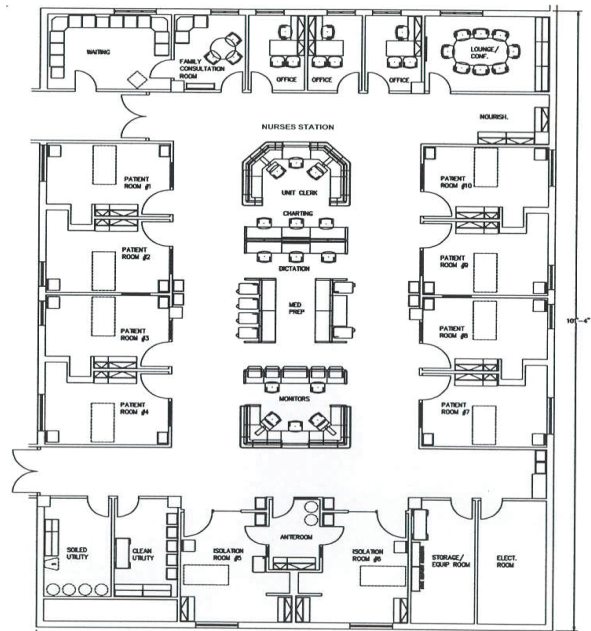 WAITING
FAMILY
CONSULTATION
ROOM
OFFICE
OFFICE
OFFICE
LOUNGE/
CONF.
NOURISH.
NURSES STATION
UNIT CLERK
CHARTING
DICTATION
MED
PREP
MONITORS
PATIENT
ROOM #1
PATIENT
ROOM #2
PATIENT
ROOM #3
PATIENT
ROOM #4
PATIENT
ROOM #10
PATIENT
ROOM #9
PATIENT
ROOM #8
PATIENT
ROOM #7
SOILED
UTILITY
CLEAN
UTILITY
ISOLATION
ROOM #5
ANTEROOM
ISOLATION
ROOM #6
STORAGE/
EQUIP ROOM
ELECT.
ROOM